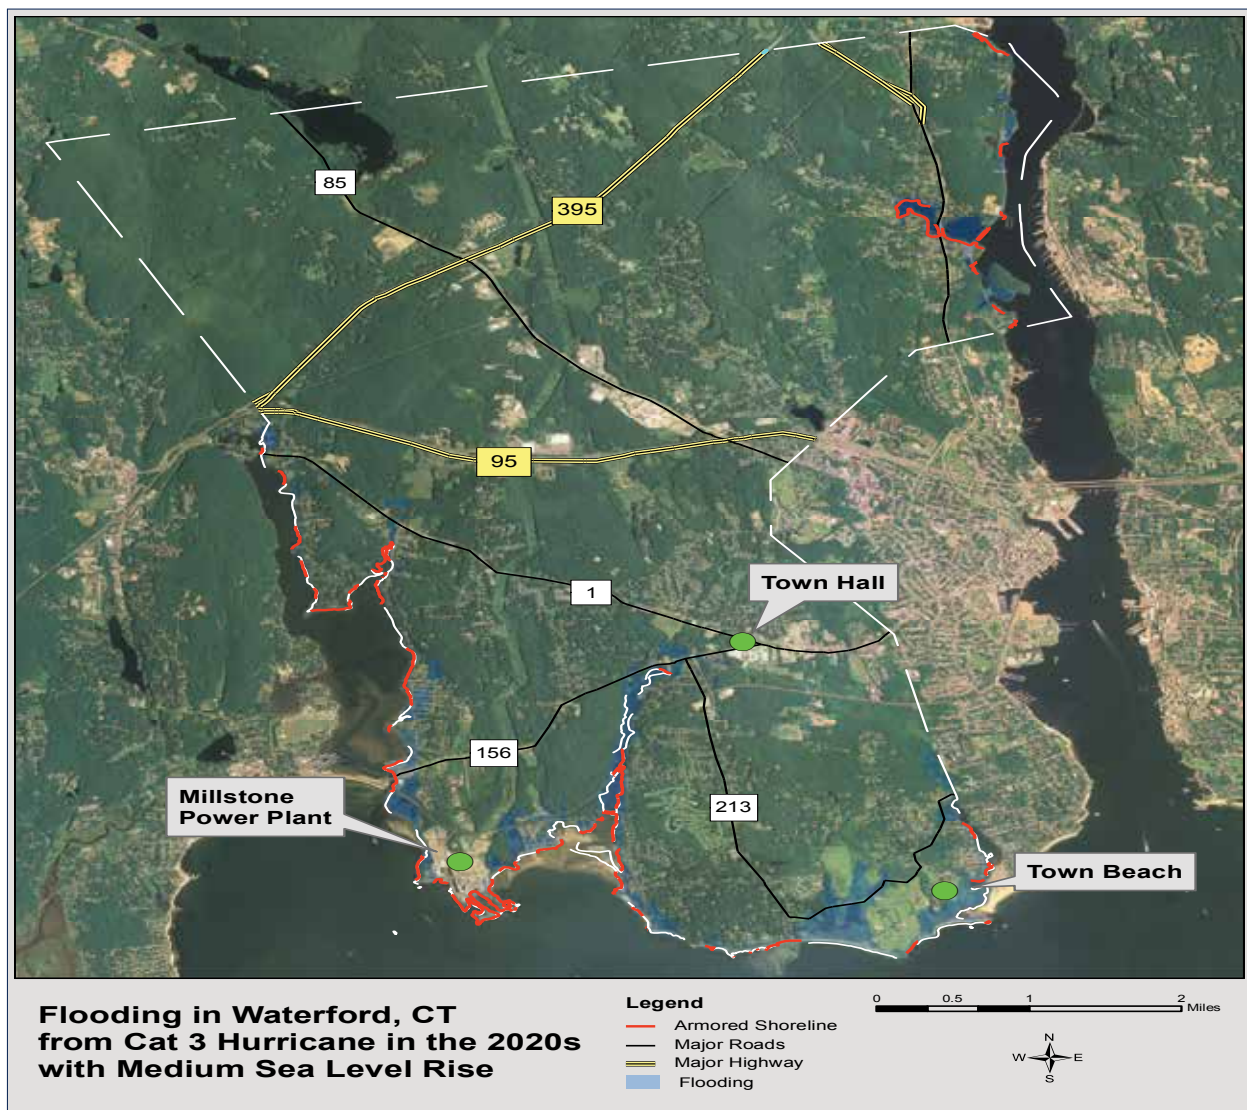 85
395
95
1
Town Hall
156
213
Millstone
Power Plant
Town Beach
Flooding in Waterford, CT
from Cat 3 Hurricane in the 2020s
with Medium Sea Level Rise
Legend
Armored Shoreline
Major Roads
Major Highway
Flooding
0 0.5 1 2
Miles
N
W E
S